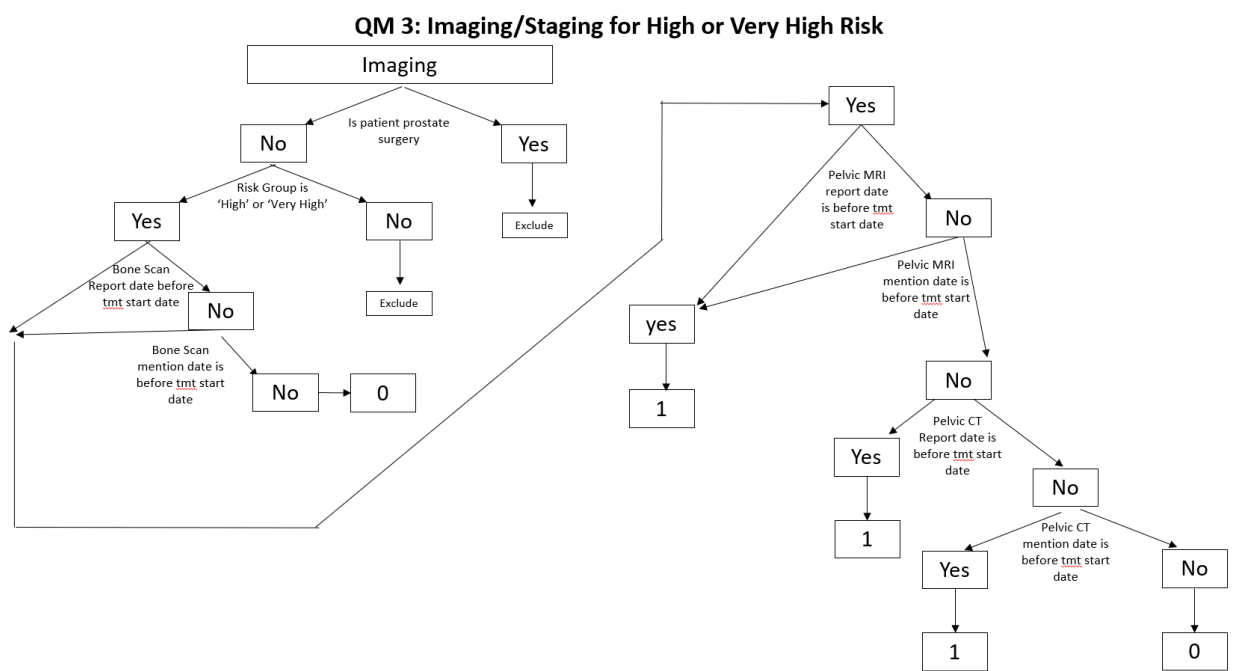 QM 3: Imaging/Staging for High or Very High Risk
Imaging
Is patient prostate
surgery
No
Yes
Exclude
Risk Group is
‘High’ or ‘Very High’
Yes
No
Exclude
Bone Scan
Report date before
tmt start date
No
Bone Scan
mention date is
before tmt start
date
No
0
Yes
Pelvic MRI
report date
is before tmt
start date
No
Pelvic MRI
mention date is
before tmt start
date
yes
1
No
Pelvic CT
Report date is
before tmt start
date
Yes
1
No
Pelvic CT
mention date is
before tmt start
date
Yes
1
No
0